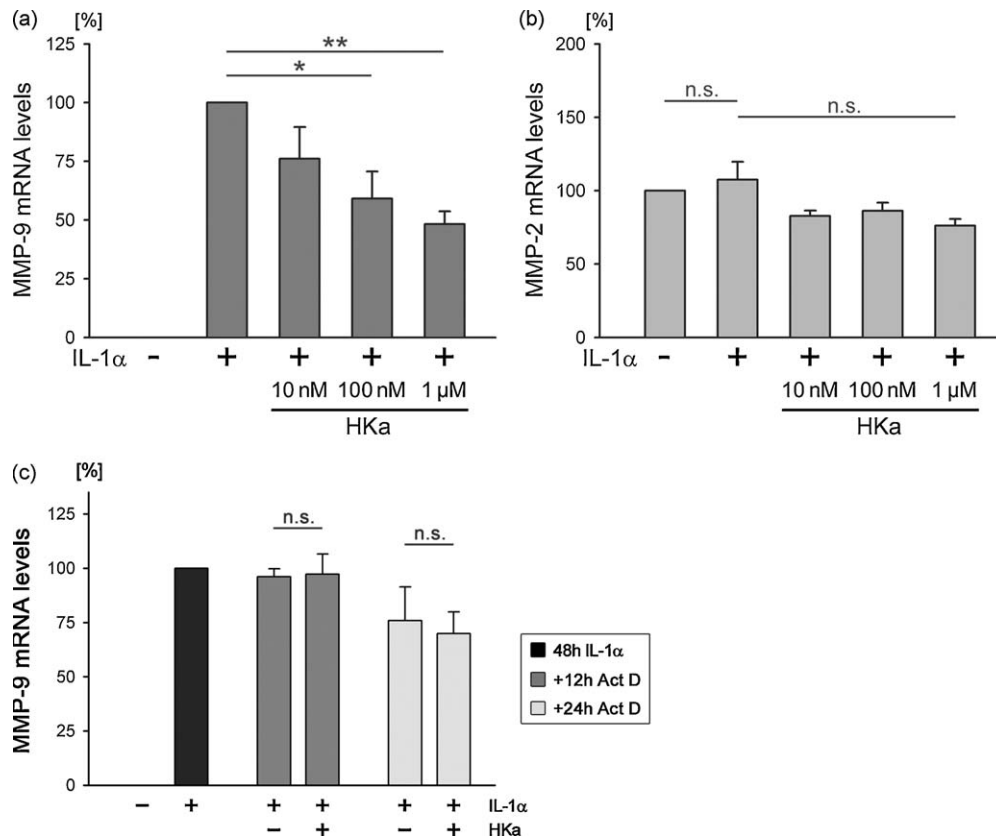 (a)
[%]
125
**
*
100
75
50
25
0
MMP-9 mRNA levels
IL-1α - + + + +
10 nM 100 nM 1 µM
HKa
(b)
[%]
200
150
n.s.
n.s.
100
50
0
MMP-2 mRNA levels
IL-1α - + + + +
10 nM 100 nM 1 µM
HKa
(c)
[%]
125
n.s.
n.s.
100
75
50
25
0
MMP-9 mRNA levels
48h IL-1α
+12h Act D
+24h Act D
– + + + + + IL-1α
– + – + HKa